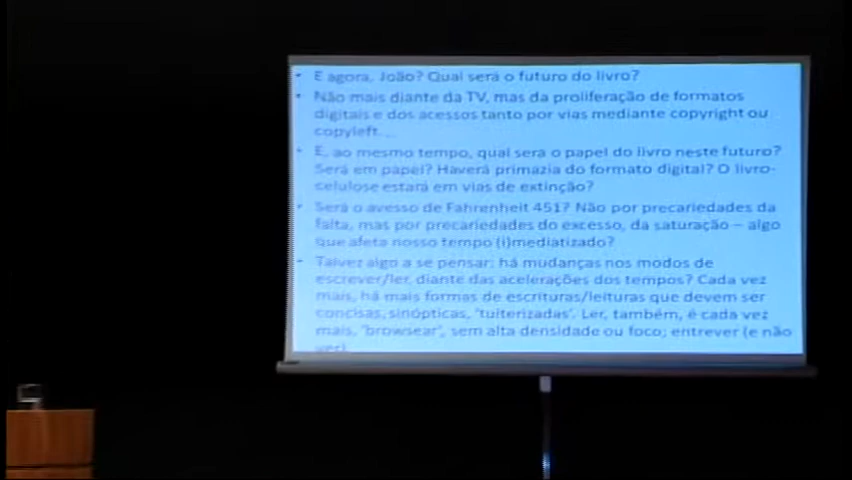 • E agora, João? Qual será o futuro do livro?
• Não mais diante da TV, mas da proliferação de formatos
digitais e dos acessos tanto por vias mediante copyright ou
copyleft...
• E, ao mesmo tempo, qual será o papel do livro neste futuro?
Será em papel? Haverá primazia do formato digital? O livro-
celulose estará em vias de extinção?
• Será o avesso de Fahrenheit 451? Não por precariedades da
falta, mas por precariedades do excesso, da saturação – algo
que afeta nosso tempo (i)mediatizado?
• Talvez algo a se pensar: há mudanças nos modos de
escrever/ler, diante das acelerações dos tempos? Cada vez
mais, há mais formas de escrituras/leituras que devem ser
concisas, sinópticas, 'tuiterizadas'. Ler, também, é cada vez
mais, 'browsear', sem alta densidade ou foco; entrever (e não
ver)